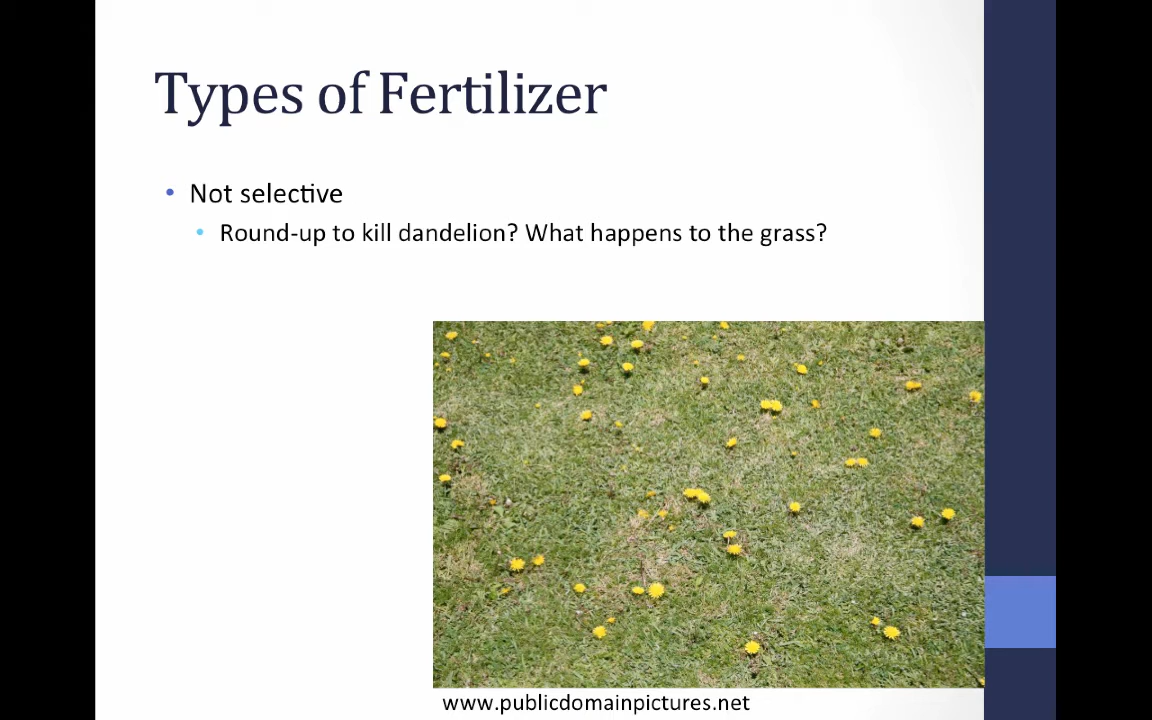 Types of Fertilizer
• Not selective
• Round-up to kill dandelion? What happens to the grass?
www.publicdomainpictures.net